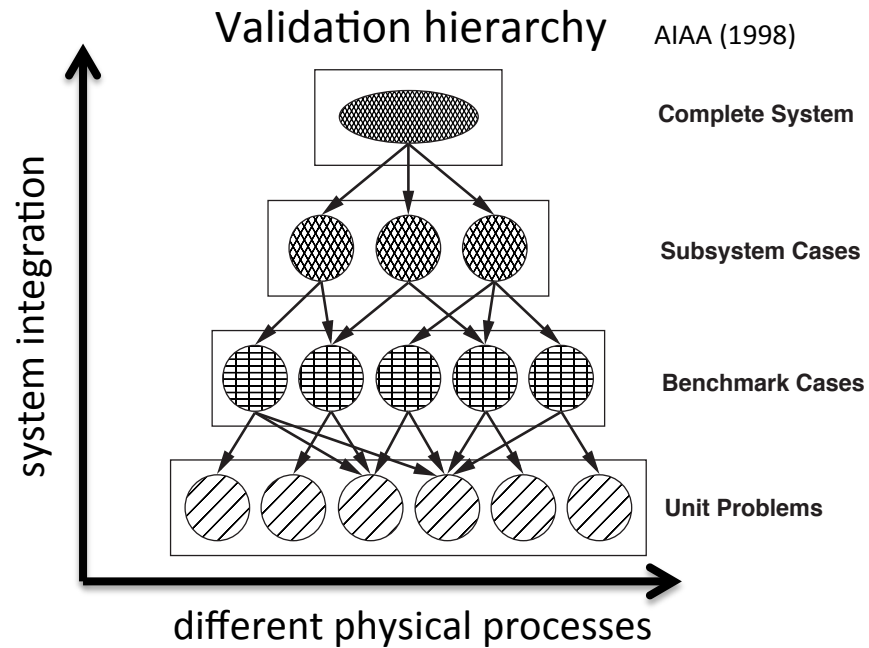 Validation hierarchy
AIAA (1998)
Complete System
Subsystem Cases
Benchmark Cases
Unit Problems
system integration
different physical processes